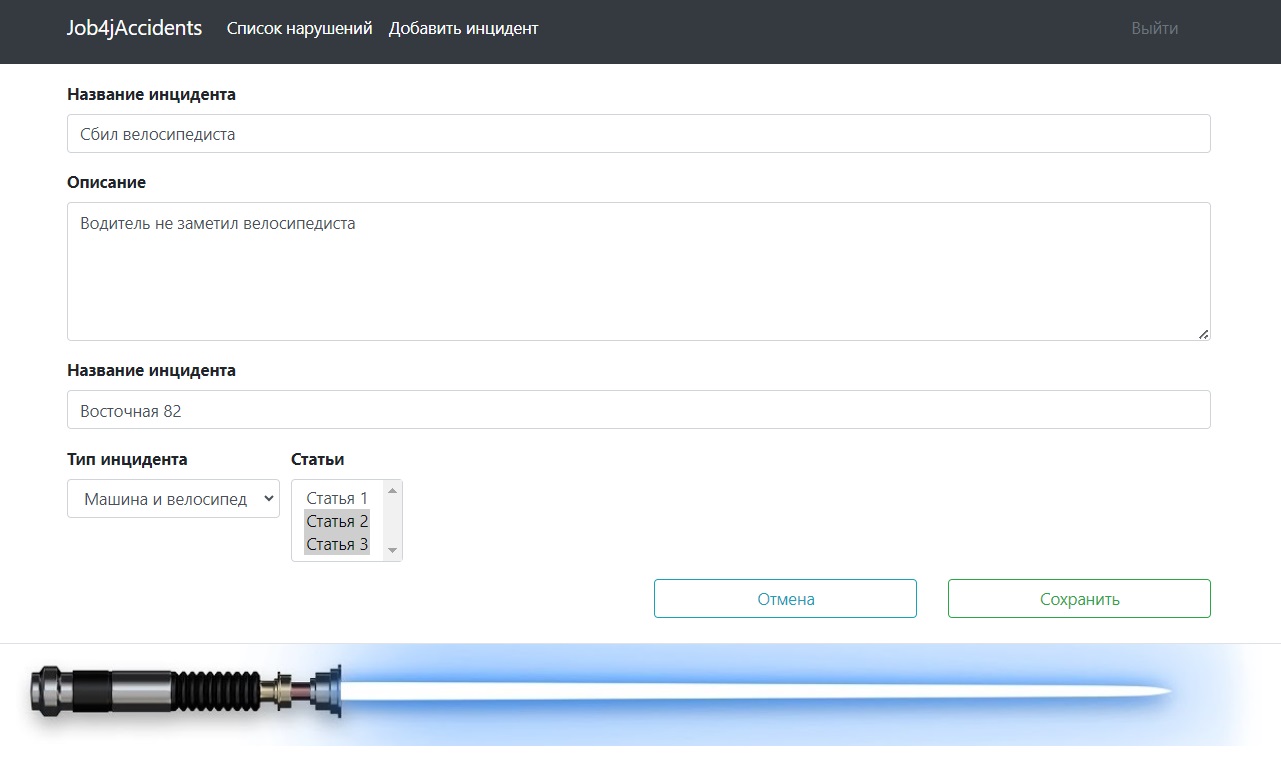 Job4jAccidents Список нарушений Добавить инцидент Выйти
Название инцидента
Сбил велосипедиста
Описание
Водитель не заметил велосипедиста
Название инцидента
Восточная 82
Тип инцидента Статьи
Машина и велосипед Статья 1
Статья 2
Статья 3
Отмена Сохранить